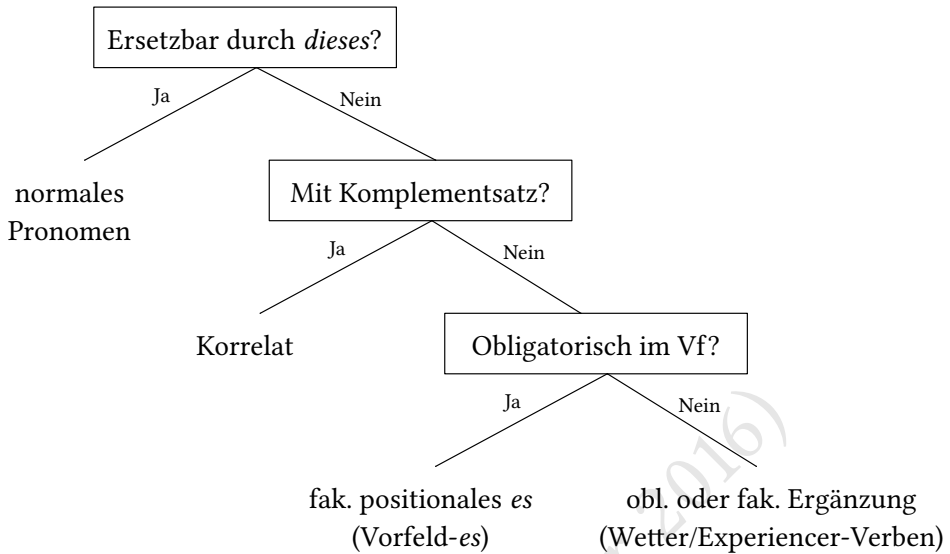 Ersetzbar durch dieses?
Ja
Nein
normales
Pronomen
Mit Komplementsatz?
Ja
Nein
Korrelat
Obligatorisch im Vf?
Ja
Nein
fak. positionales es
(Vorfeld-es)
obl. oder fak. Ergänzung
(Wetter/Experiencer-Verben)
2016)